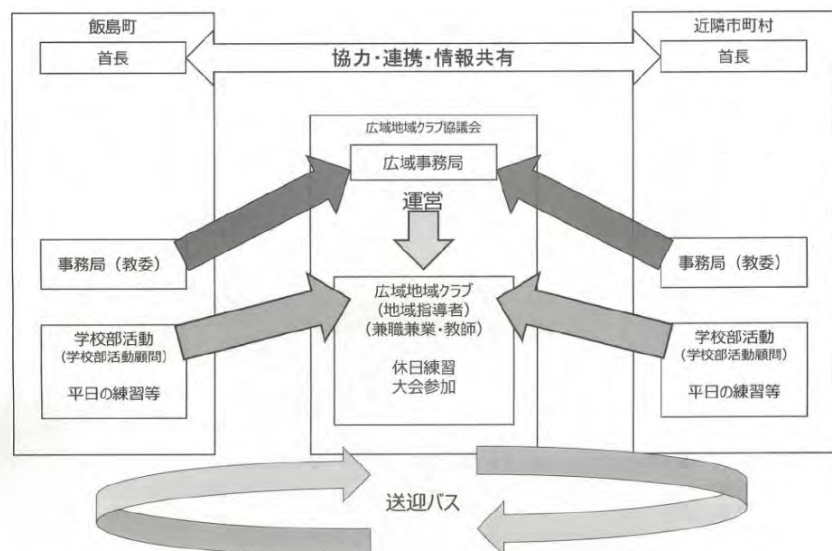 飯島町
首長
協力・連携・情報共有
近隣市町村
首長
広域地域クラブ協議会
広域事務局
運営
事務局（教委）
事務局（教委）
広域地域クラブ
(地域指導者)
(兼職兼業・教師)
休日練習
大会参加
学校部活動
(学校部活動顧問)
平日の練習等
学校部活動
(学校部活動顧問)
平日の練習等
送迎バス